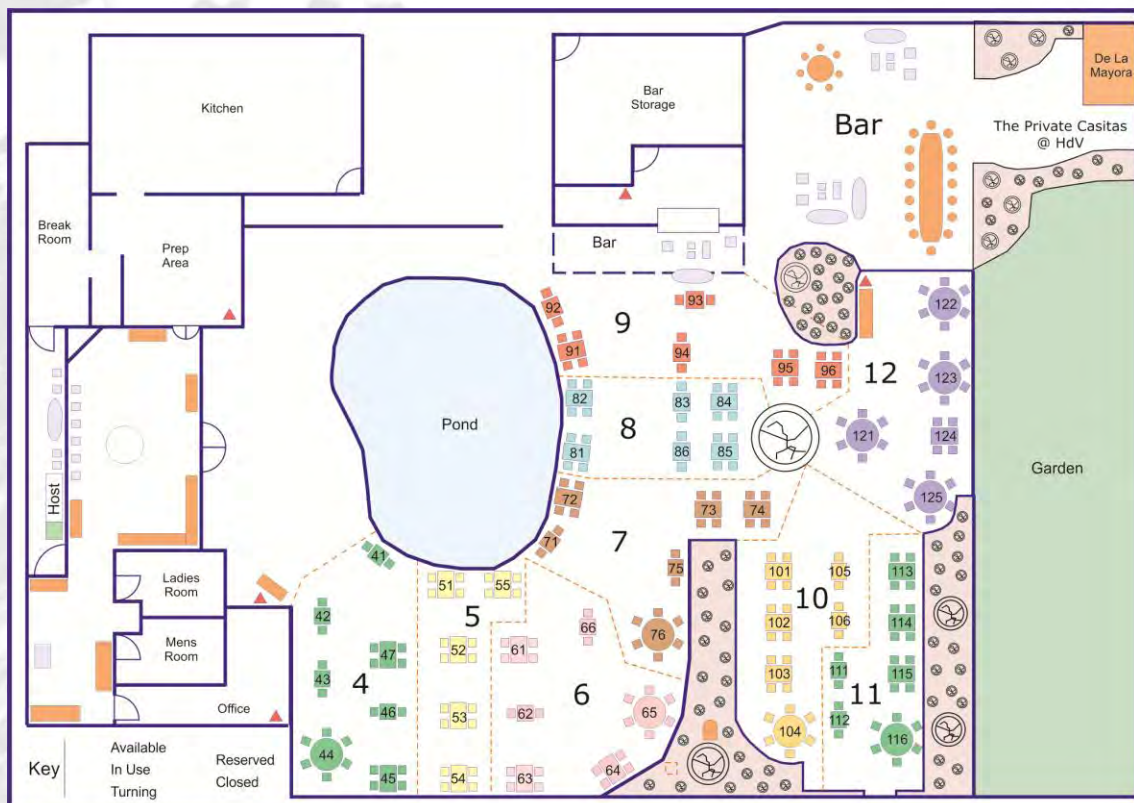 Kitchen
Bar
Storage
Bar
De La
Mayora
The Private Casitas
@ HdV
Break
Room
Prep
Area
Bar
Pond
Garden
Host
Ladies
Room
Mens
Room
Office
92
93
9
91
94
95
96
12
122
123
121
124
125
82
83
84
8
81
86
85
72
73
74
71
7
75
76
41
42
43
47
4
46
44
45
51
55
5
52
53
54
61
66
6
62
65
63
64
101
105
10
102
106
103
104
113
114
111
115
11
112
116
Key
Available
In Use
Turning
Reserved
Closed